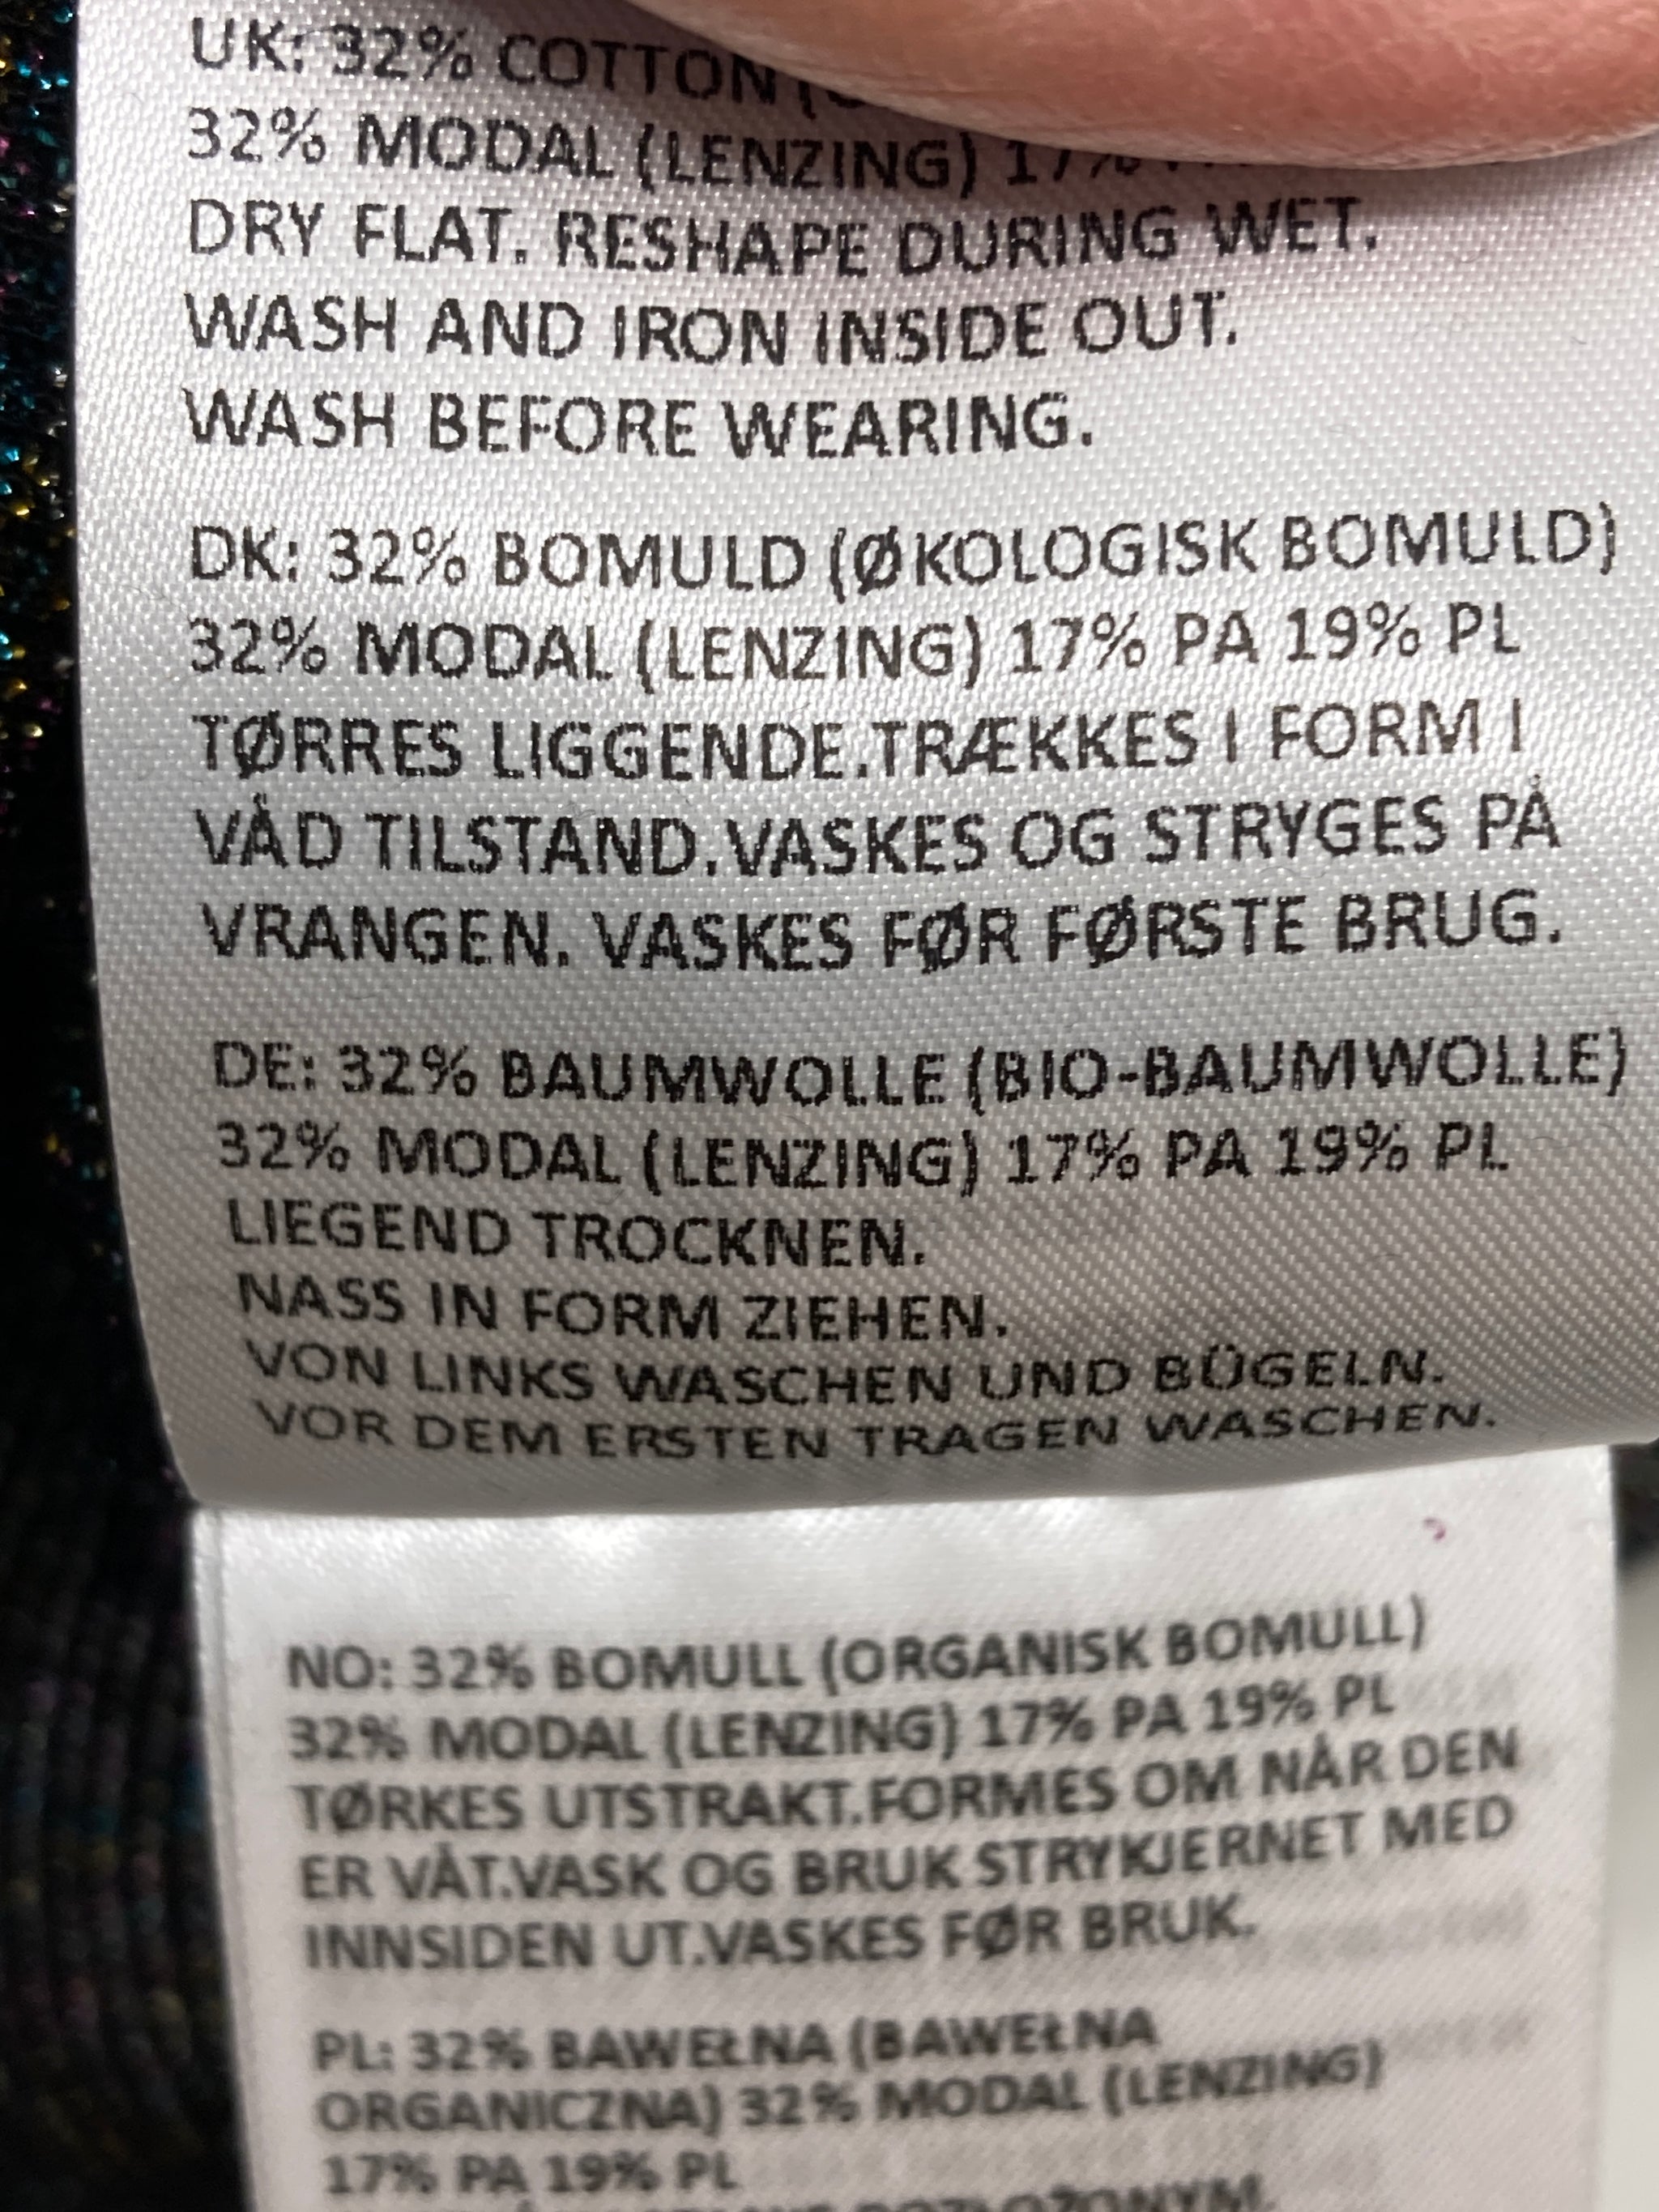 UK: 32% COTTON
32% MODAL (LENZING) 17%
DRY FLAT. RESHAPE DURING WET.
WASH AND IRON INSIDE OUT.
WASH BEFORE WEARING.
DK: 32% BOMULD (ØKOLOGISK BOMULD)
32% MODAL (LENZING) 17% PA 19% PL
TØRRES LIGGENDE.TRÆKKES I FORM I
VÅD TILSTAND.VASKES OG STRYGES PÅ
VRANGEN. VASKES FØR FØRSTE BRUG.
DE: 32% BAUMWOLLE (BIO-BAUMWOLLE)
32% MODAL (LENZING) 17% PA 19% PL
LIEGEND TROCKNEN.
NASS IN FORM ZIEHEN.
VON LINKS WASCHEN UND BÜGELN.
VOR DEM ERSTEN TRAGEN WASCHEN.
NO: 32% BOMULL (ORGANISK BOMULL)
32% MODAL (LENZING) 17% PA 19% PL
TØRKES UTSTRAKT.FORMES OM NÅR DEN
ER VÅT.VASK OG BRUK STRYKJERNET MED
INNSIDEN UT.VASKES FØR BRUK.
PL: 32% BAWEŁNA (BAWEŁNA
ORGANICZNA) 32% MODAL (LENZING)
17% PA 19% PL